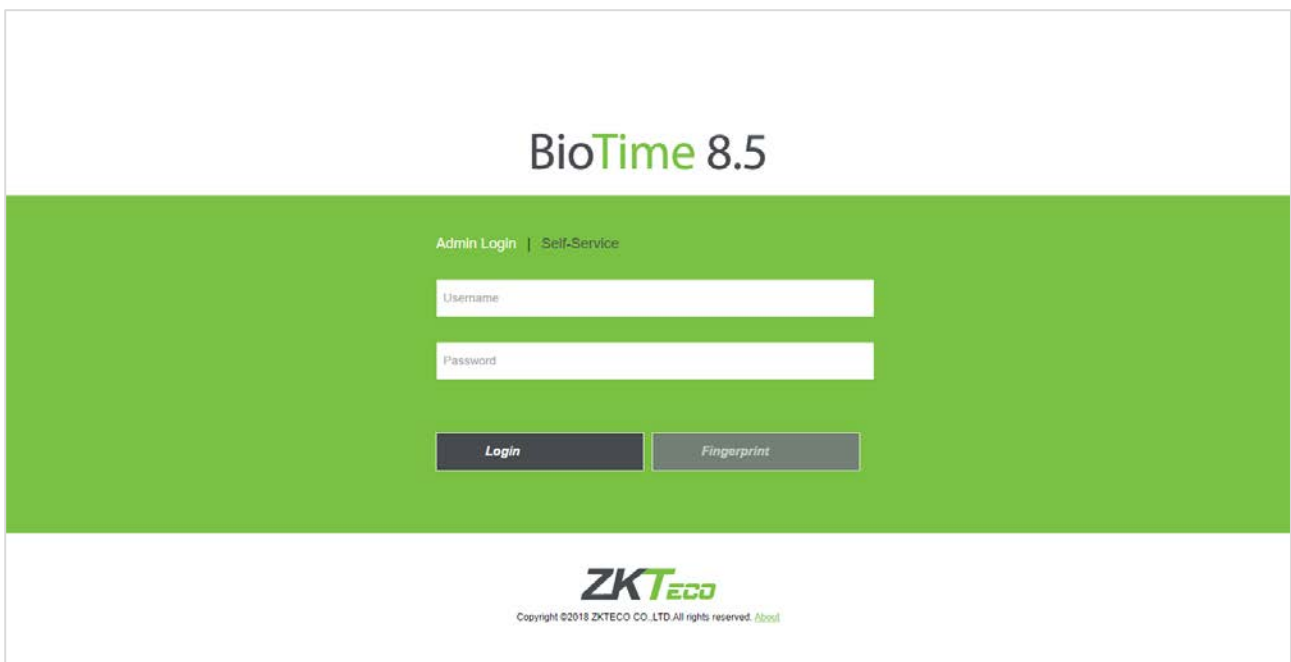 BioTime 8.5
Admin Login | Self-Service
Username
Password
Login Fingerprint
ZKTECO
Copyright ©2018 ZKTECO CO.,LTD.All rights reserved. About